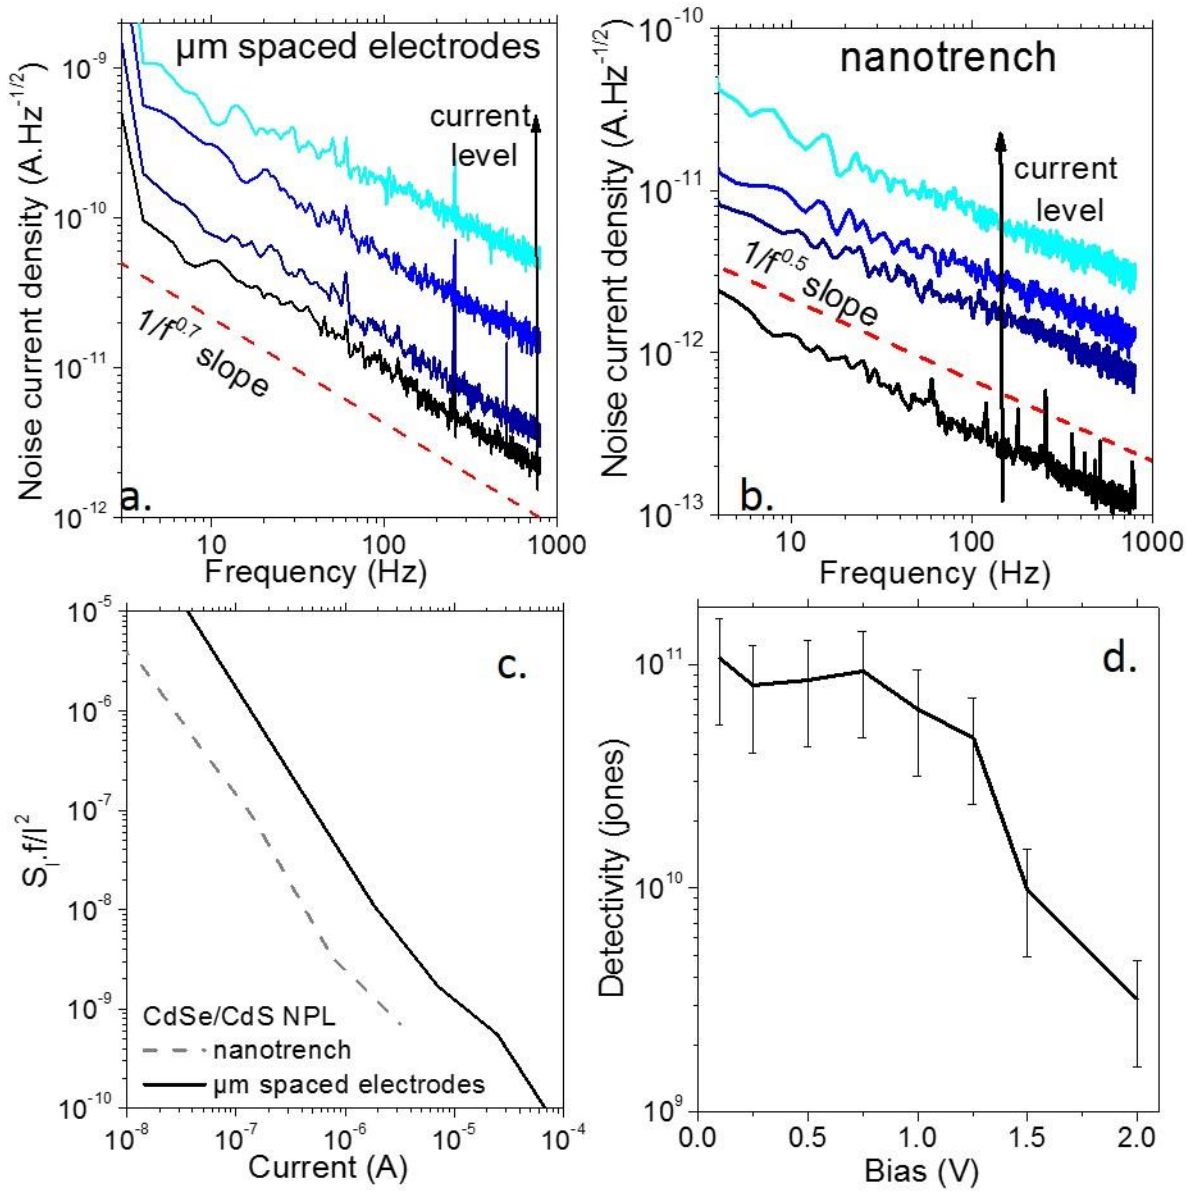 µm spaced electrodes
current
level
1/f^0.7 slope
a.
Noise current density (A.Hz^-1/2)
10^-9
10^-10
10^-11
10^-12
10
100
1000
Frequency (Hz)
nanotrench
current
level
1/f^0.5 slope
b.
Noise current density (A.Hz^-1/2)
10^-10
10^-11
10^-12
10^-13
10
100
1000
Frequency (Hz)
c.
S_I.f/I^2
10^-5
10^-6
10^-7
10^-8
10^-9
10^-10
CdSe/CdS NPL
nanotrench
µm spaced electrodes
10^-8
10^-7
10^-6
10^-5
10^-4
Current (A)
d.
Detectivity (jones)
10^11
10^10
10^9
0.0
0.5
1.0
1.5
2.0
Bias (V)